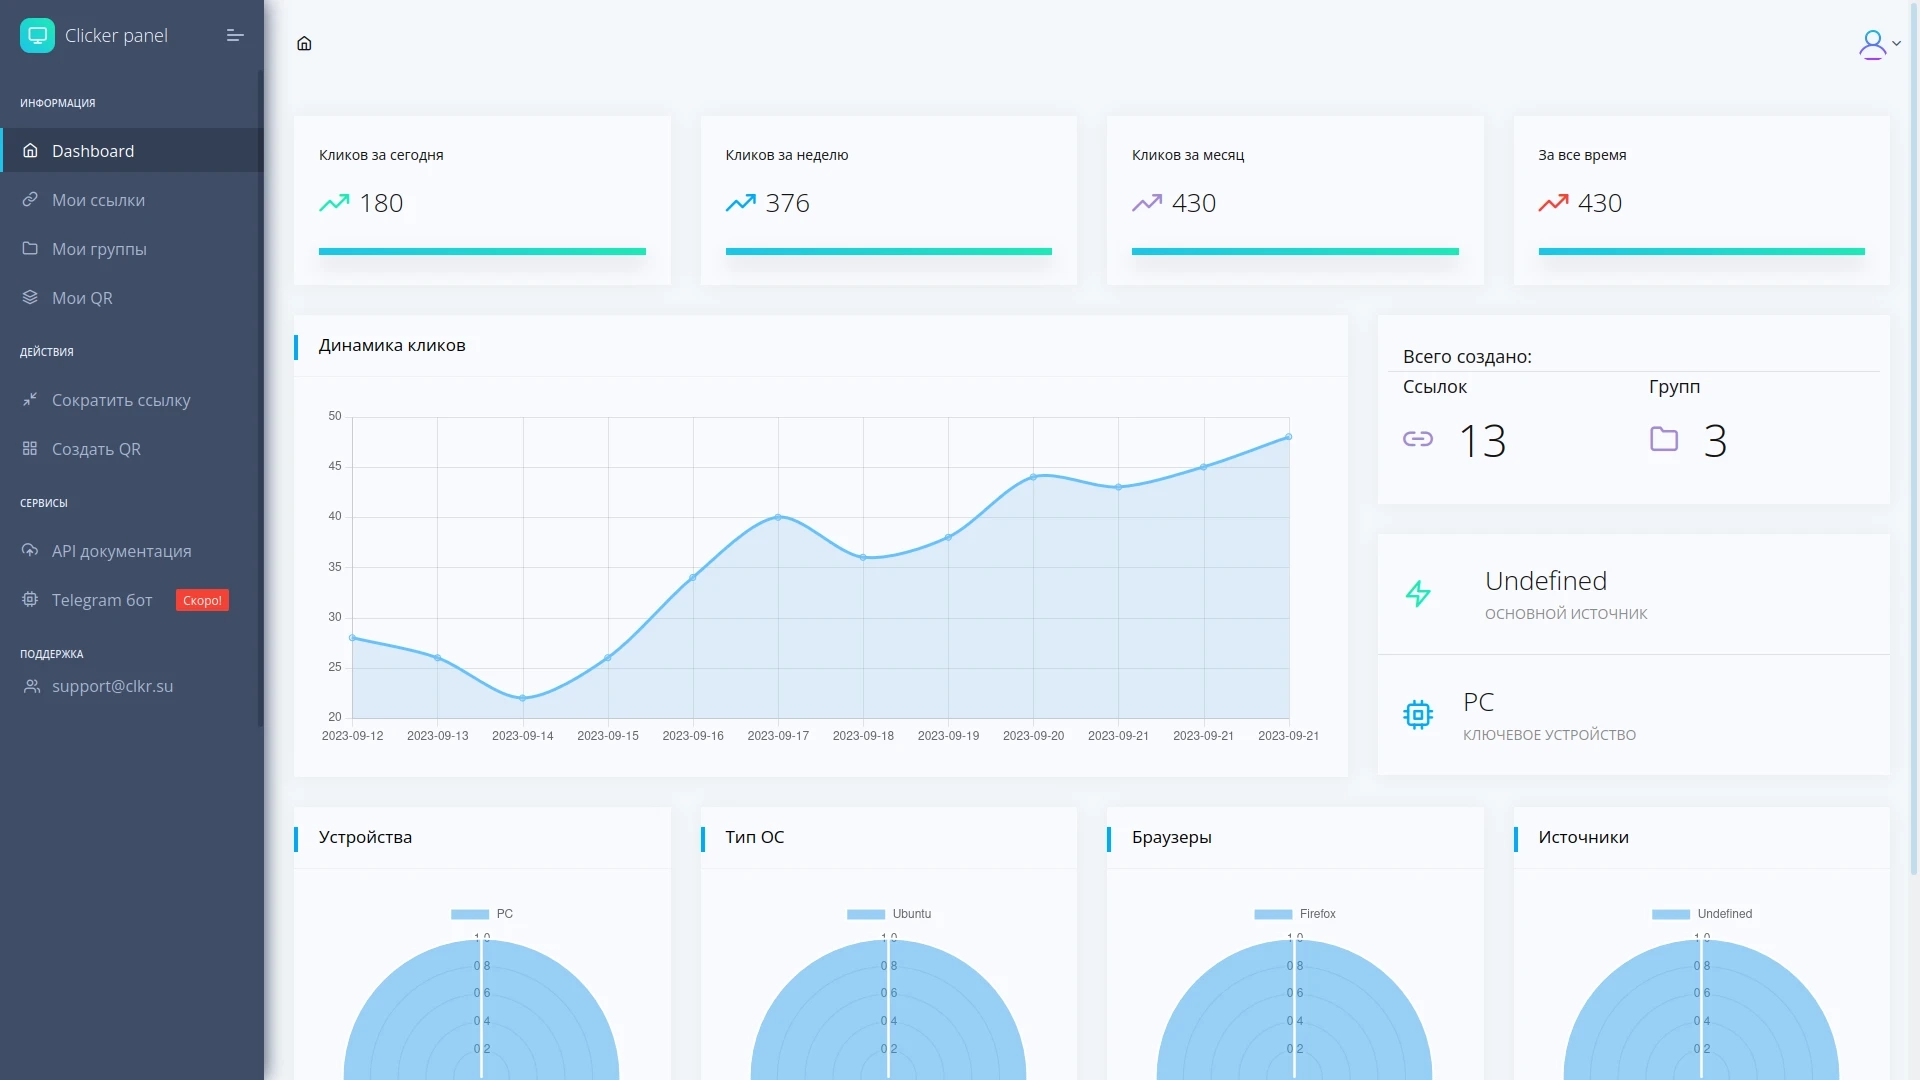 Clicker panel
ИНФОРМАЦИЯ
Dashboard
Мои ссылки
Мои группы
Мои QR
ДЕЙСТВИЯ
Сократить ссылку
Создать QR
СЕРВИСЫ
API документация
Telegram бот Скоро!
ПОДДЕРЖКА
support@clkr.su
Кликов за сегодня
180
Кликов за неделю
376
Кликов за месяц
430
За все время
430
Динамика кликов
50
45
40
35
30
25
20
2023-09-12 2023-09-13 2023-09-14 2023-09-15 2023-09-16 2023-09-17 2023-09-18 2023-09-19 2023-09-20 2023-09-21 2023-09-21 2023-09-21
Всего создано:
Ссылок Групп
13 3
Undefined
ОСНОВНОЙ ИСТОЧНИК
PC
КЛЮЧЕВОЕ УСТРОЙСТВО
Устройства
PC
1.0
0.8
0.6
0.4
0.2
Тип ОС
Ubuntu
1.0
0.8
0.6
0.4
0.2
Браузеры
Firefox
1.0
0.8
0.6
0.4
0.2
Источники
Undefined
1.0
0.8
0.6
0.4
0.2